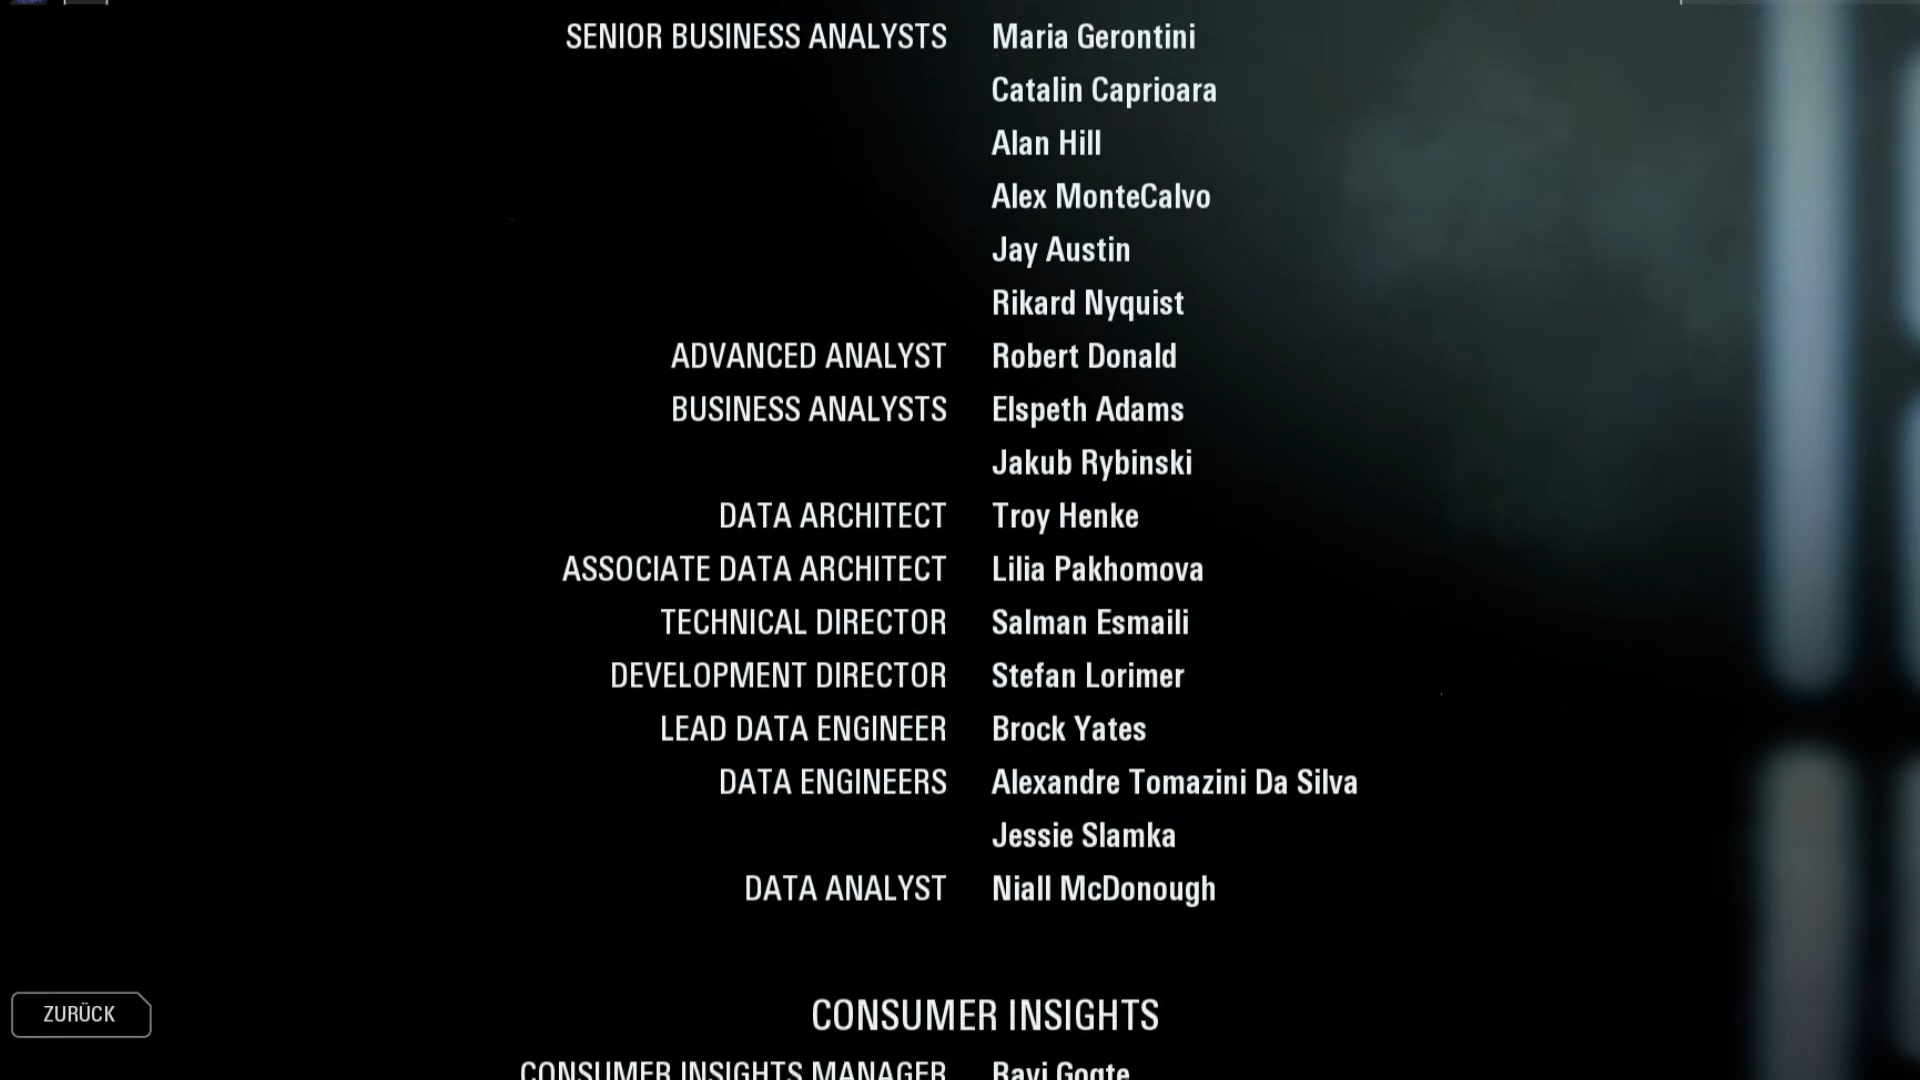 SENIOR BUSINESS ANALYSTS Maria Gerontini
Catalin Caprioara
Alan Hill
Alex MonteCalvo
Jay Austin
Rikard Nyquist
ADVANCED ANALYST Robert Donald
BUSINESS ANALYSTS Elspeth Adams
Jakub Rybinski
DATA ARCHITECT Troy Henke
ASSOCIATE DATA ARCHITECT Lilia Pakhomova
TECHNICAL DIRECTOR Salman Esmaili
DEVELOPMENT DIRECTOR Stefan Lorimer
LEAD DATA ENGINEER Brock Yates
DATA ENGINEERS Alexandre Tomazini Da Silva
Jessie Slamka
DATA ANALYST Niall McDonough
ZURÜCK
CONSUMER INSIGHTS
CONSUMER INSIGHTS MANAGER Ravi Gogte